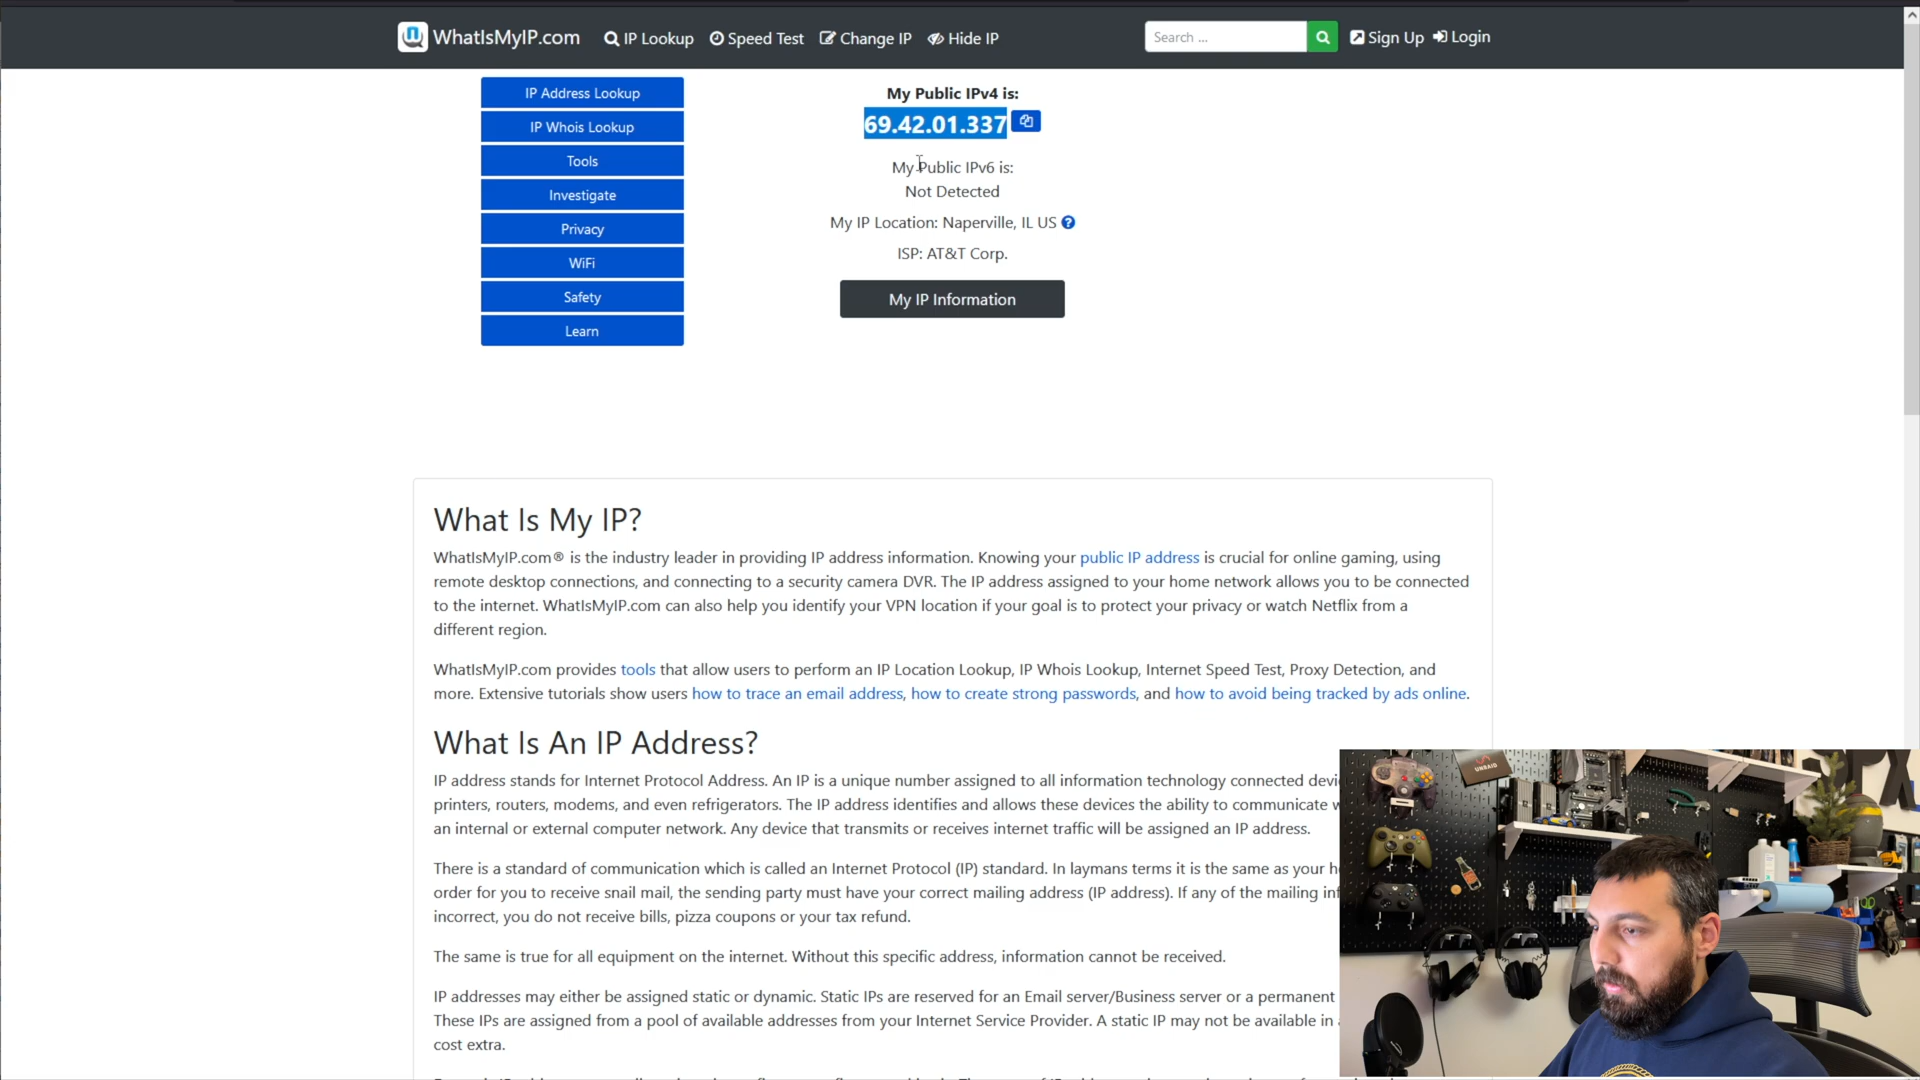 WhatIsMyIP.com IP Lookup Speed Test Change IP Hide IP Search ... Sign Up Login
IP Address Lookup
IP Whois Lookup
Tools
Investigate
Privacy
WiFi
Safety
Learn
My Public IPv4 is:
69.42.01.337
My Public IPv6 is:
Not Detected
My IP Location: Naperville, IL US
ISP: AT&T Corp.
My IP Information
What Is My IP?
WhatIsMyIP.com® is the industry leader in providing IP address information. Knowing your public IP address is crucial for online gaming, using
remote desktop connections, and connecting to a security camera DVR. The IP address assigned to your home network allows you to be connected
to the internet. WhatIsMyIP.com can also help you identify your VPN location if your goal is to protect your privacy or watch Netflix from a
different region.
WhatIsMyIP.com provides tools that allow users to perform an IP Location Lookup, IP Whois Lookup, Internet Speed Test, Proxy Detection, and
more. Extensive tutorials show users how to trace an email address, how to create strong passwords, and how to avoid being tracked by ads online.
What Is An IP Address?
IP address stands for Internet Protocol Address. An IP is a unique number assigned to all information technology connected
printers, routers, modems, and even refrigerators. The IP address identifies and allows these devices the ability to communicate
an internal or external computer network. Any device that transmits or receives internet traffic will be assigned an IP address.
There is a standard of communication which is called an Internet Protocol (IP) standard. In laymans terms it is the same as your
order for you to receive snail mail, the sending party must have your correct mailing address (IP address). If any of the mailing
incorrect, you do not receive bills, pizza coupons or your tax refund.
The same is true for all equipment on the internet. Without this specific address, information cannot be received.
IP addresses may either be assigned static or dynamic. Static IPs are reserved for an Email server/Business server or a permanent
These IPs are assigned from a pool of available addresses from your Internet Service Provider. A static IP may not be available in
cost extra.
UNRAID